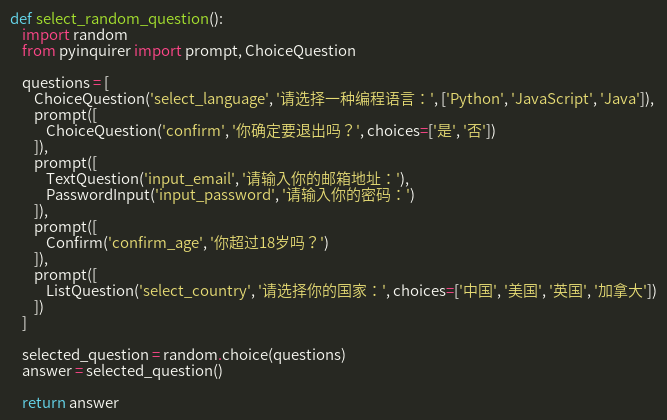 def select_random_question():
    import random
    from pyinquirer import prompt, ChoiceQuestion

    questions = [
        ChoiceQuestion('select_language', '请选择一种编程语言：', ['Python', 'JavaScript', 'Java']),
        prompt([
            ChoiceQuestion('confirm', '你确定要退出吗？', choices=['是', '否'])
        ]),
        prompt([
            TextQuestion('input_email', '请输入你的邮箱地址：'),
            PasswordInput('input_password', '请输入你的密码：')
        ]),
        prompt([
            Confirm('confirm_age', '你超过18岁吗？')
        ]),
        prompt([
            ListQuestion('select_country', '请选择你的国家：', choices=['中国', '美国', '英国', '加拿大'])
        ])
    ]

    selected_question = random.choice(questions)
    answer = selected_question()

    return answer